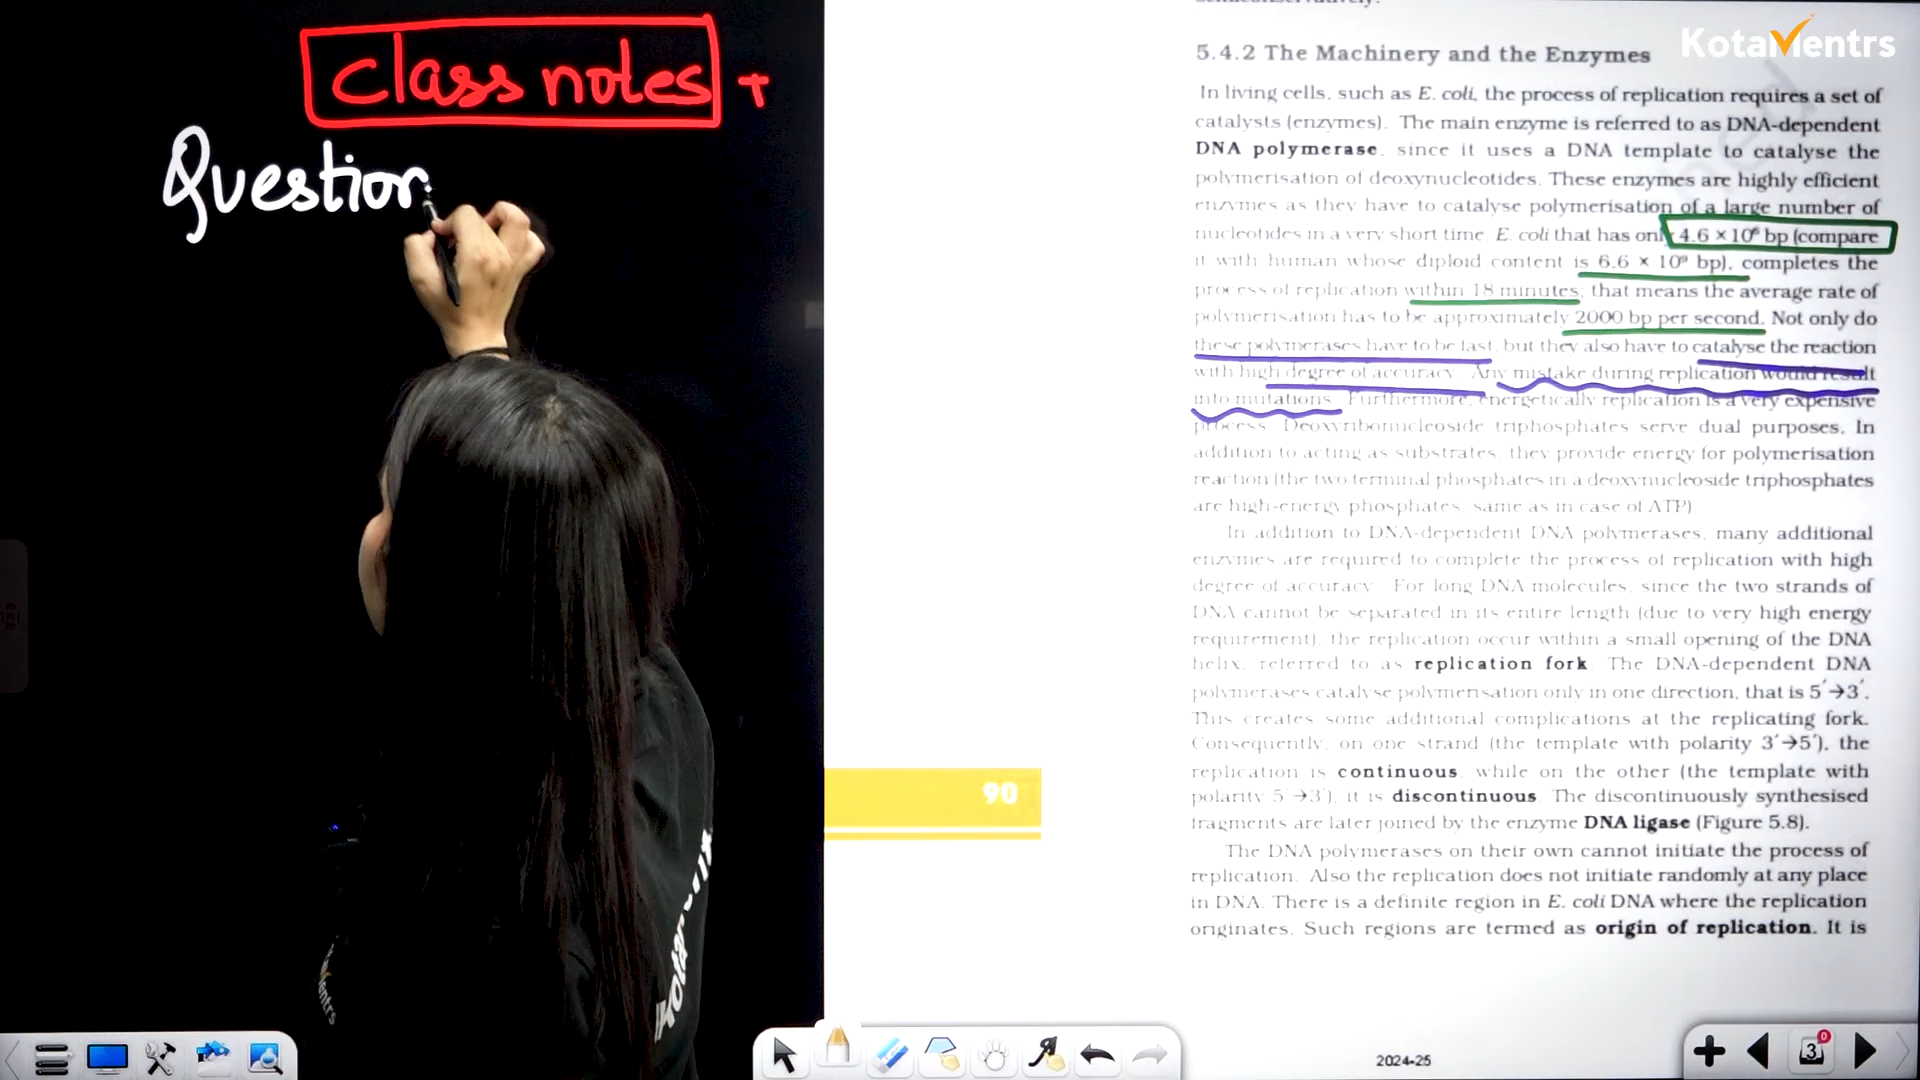 class notes +
Question
KotaMentrs
5.4.2 The Machinery and the Enzymes
In living cells, such as E. coli, the process of replication requires a set of
catalysts (enzymes). The main enzyme is referred to as DNA-dependent
DNA polymerase, since it uses a DNA template to catalyse the
polymerisation of deoxynucleotides. These enzymes are highly efficient
enzymes as they have to catalyse polymerisation of a large number of
nucleotides in a very short time. E. coli that has only 4.6 × 10⁶ bp (compare
it with human whose diploid content is 6.6 × 10⁹ bp), completes the
process of replication within 18 minutes; that means the average rate of
polymerisation has to be approximately 2000 bp per second. Not only do
these polymerases have to be fast, but they also have to catalyse the reaction
with high degree of accuracy. Any mistake during replication would result
into mutations. Furthermore, energetically replication is a very expensive
process. Deoxyribonucleoside triphosphates serve dual purposes. In
addition to acting as substrates, they provide energy for polymerisation
reaction (the two terminal phosphates in a deoxynucleoside triphosphates
are high-energy phosphates, same as in case of ATP).
In addition to DNA-dependent DNA polymerases, many additional
enzymes are required to complete the process of replication with high
degree of accuracy. For long DNA molecules, since the two strands of
DNA cannot be separated in its entire length (due to very high energy
requirement), the replication occur within a small opening of the DNA
helix, referred to as replication fork. The DNA-dependent DNA
polymerases catalyse polymerisation only in one direction, that is 5′→3′.
This creates some additional complications at the replicating fork.
Consequently, on one strand (the template with polarity 3′→5′), the
replication is continuous, while on the other (the template with
polarity 5′→3′), it is discontinuous. The discontinuously synthesised
fragments are later joined by the enzyme DNA ligase (Figure 5.8).
The DNA polymerases on their own cannot initiate the process of
replication. Also the replication does not initiate randomly at any place
in DNA. There is a definite region in E. coli DNA where the replication
originates. Such regions are termed as origin of replication. It is
90
2024-25
KotaMentrs
3
0